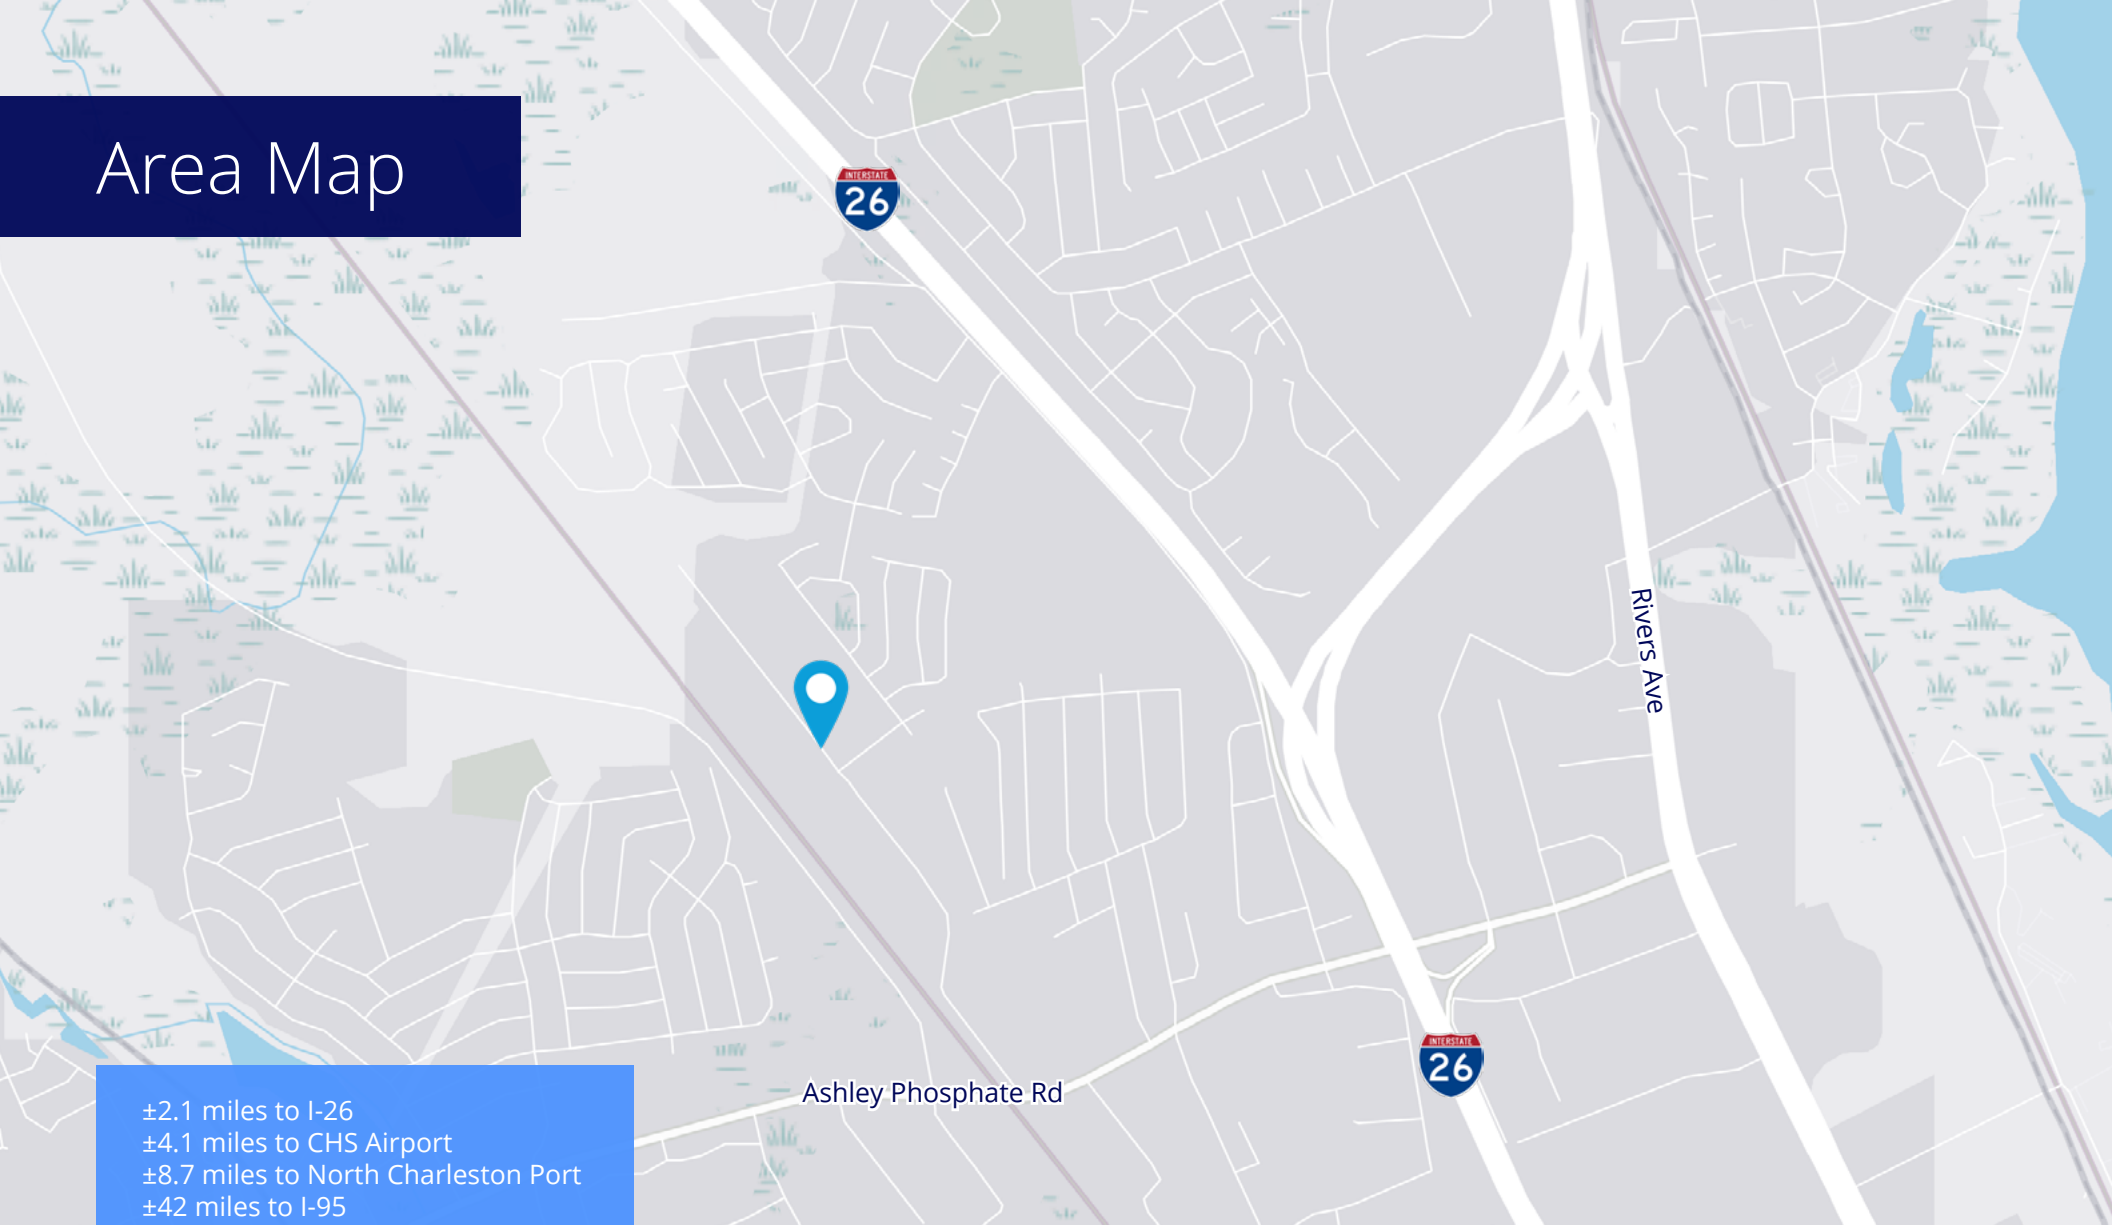 Area Map
INTERSTATE
26
Rivers Ave
INTERSTATE
26
Ashley Phosphate Rd
±2.1 miles to I-26
±4.1 miles to CHS Airport
±8.7 miles to North Charleston Port
±42 miles to I-95